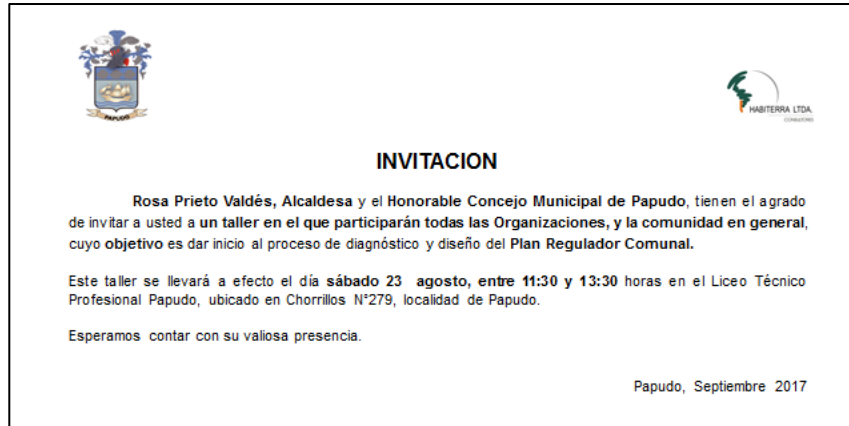 PAPUDO
HABITERRA LTDA.
CONSULTORES
INVITACION
Rosa Prieto Valdés, Alcaldesa y el Honorable Concejo Municipal de Papudo, tienen el agrado
de invitar a usted a un taller en el que participarán todas las Organizaciones, y la comunidad en general,
cuyo objetivo es dar inicio al proceso de diagnóstico y diseño del Plan Regulador Comunal.
Este taller se llevará a efecto el día sábado 23 agosto, entre 11:30 y 13:30 horas en el Liceo Técnico
Profesional Papudo, ubicado en Chorrillos N°279, localidad de Papudo.
Esperamos contar con su valiosa presencia.
Papudo, Septiembre 2017